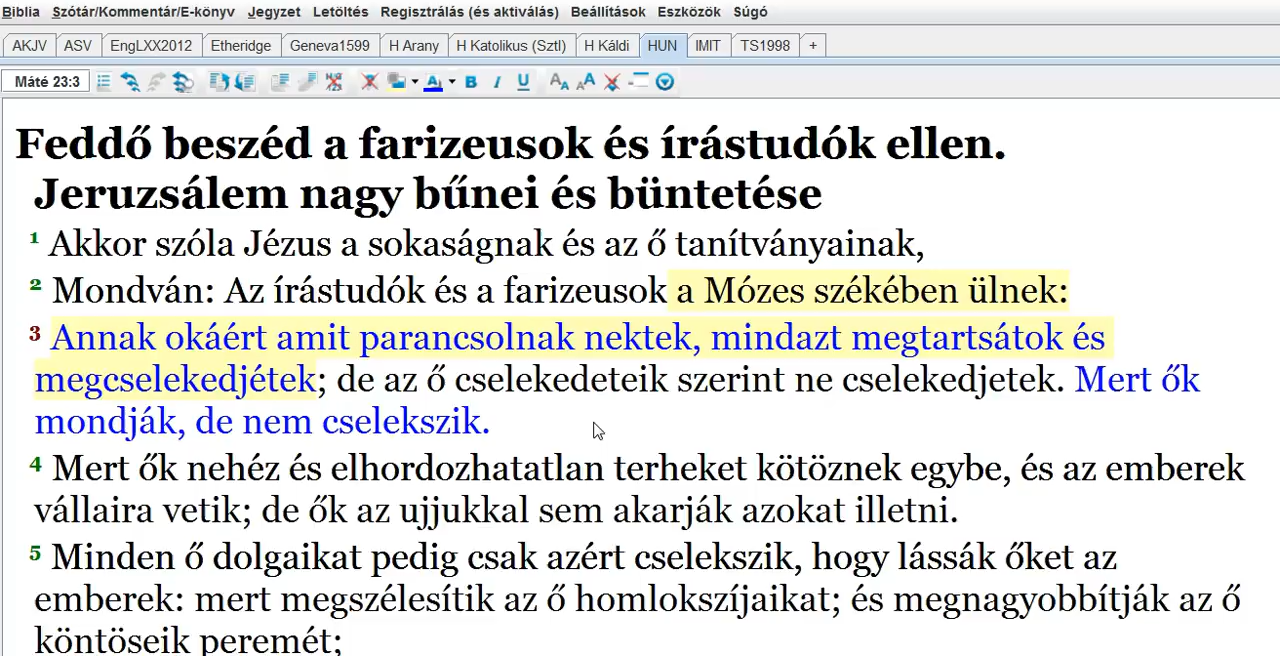 Biblia Szótár/Kommentár/E-könyv Jegyzet Letöltés Regisztrálás (és aktiválás) Beállítások Eszközök Súgó
AKJV ASV EngLXX2012 Etheridge Geneva1599 H Arany H Katolikus (Sztl) H Káldi HUN IMIT TS1998 +
Máté 23:3
Feddő beszéd a farizeusok és írástudók ellen.
Jeruzsálem nagy bűnei és büntetése
1 Akkor szóla Jézus a sokaságnak és az ő tanítványainak,
2 Mondván: Az írástudók és a farizeusok a Mózes székében ülnek:
3 Annak okáért amit parancsolnak nektek, mindazt megtartsátok és
megcselekedjétek; de az ő cselekedeteik szerint ne cselekedjetek. Mert ők
mondják, de nem cselekszik.
4 Mert ők nehéz és elhordozhatatlan terheket kötöznek egybe, és az emberek
vállaira vetik; de ők az ujjukkal sem akarják azokat illetni.
5 Minden ő dolgaikat pedig csak azért cselekszik, hogy lássák őket az
emberek: mert megszélesítik az ő homlokszíjaikat; és megnagyobbítják az ő
köntöseik peremét;